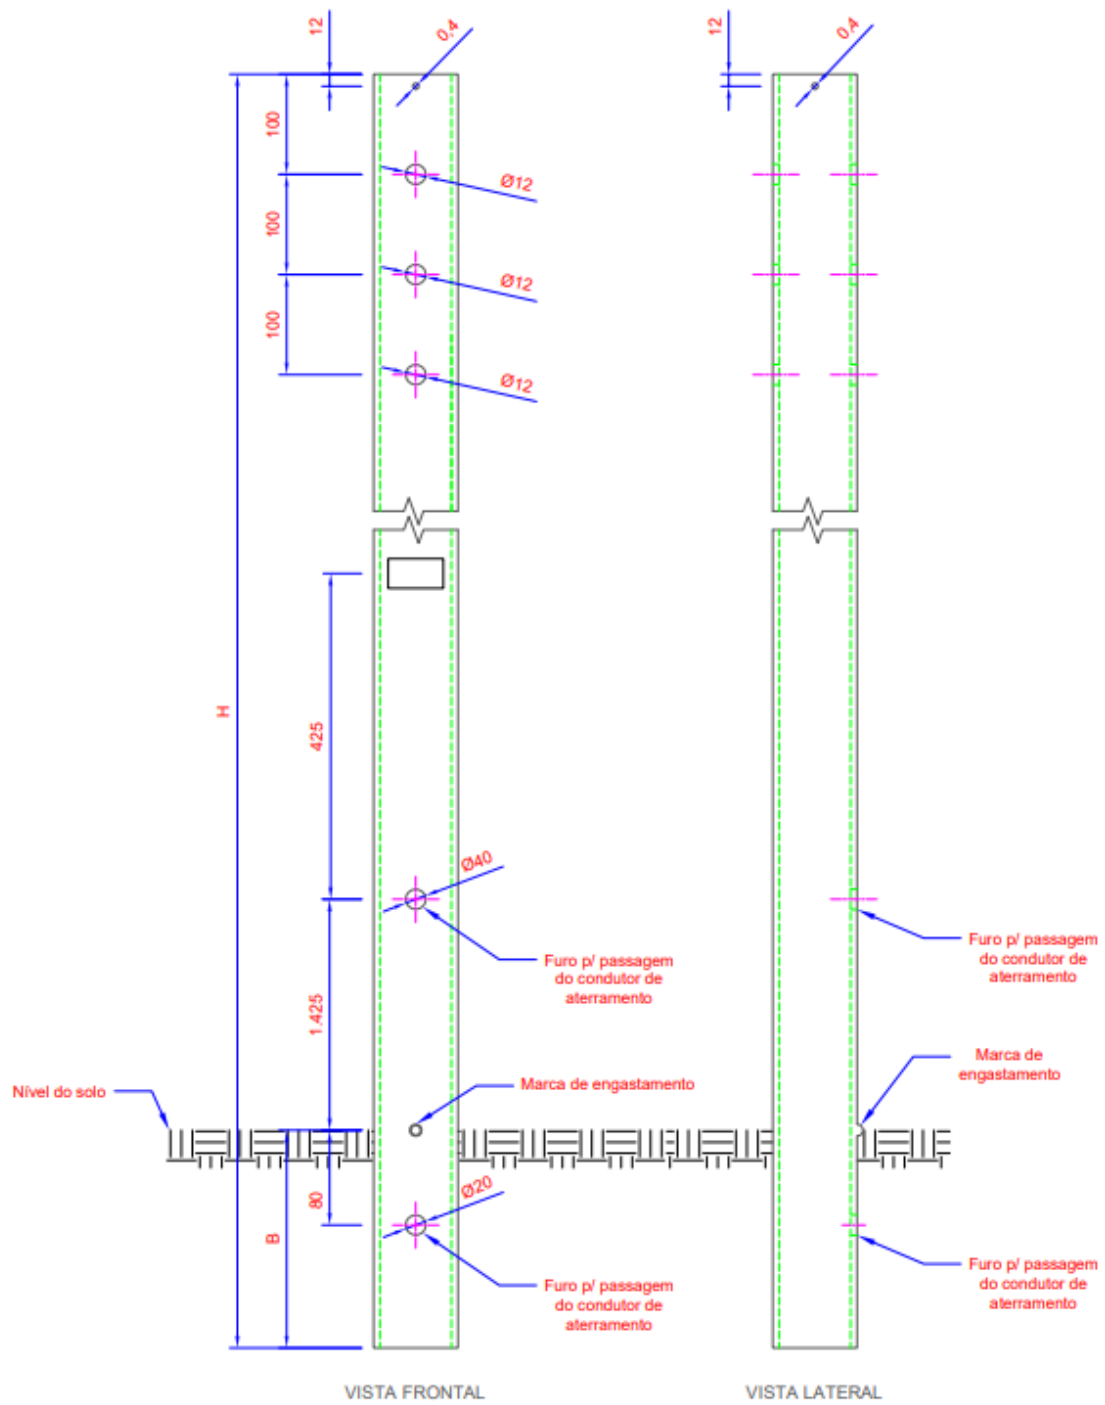 12
0,4
12
0,4
100
Ø12
100
Ø12
100
Ø12
H
425
Ø40
Furo p/ passagem
do condutor de
aterramento
Furo p/ passagem
do condutor de
aterramento
1.425
Marca de
engastamento
Nível do solo
Marca de engastamento
80
Ø20
B
Furo p/ passagem
do condutor de
aterramento
Furo p/ passagem
do condutor de
aterramento
VISTA FRONTAL
VISTA LATERAL